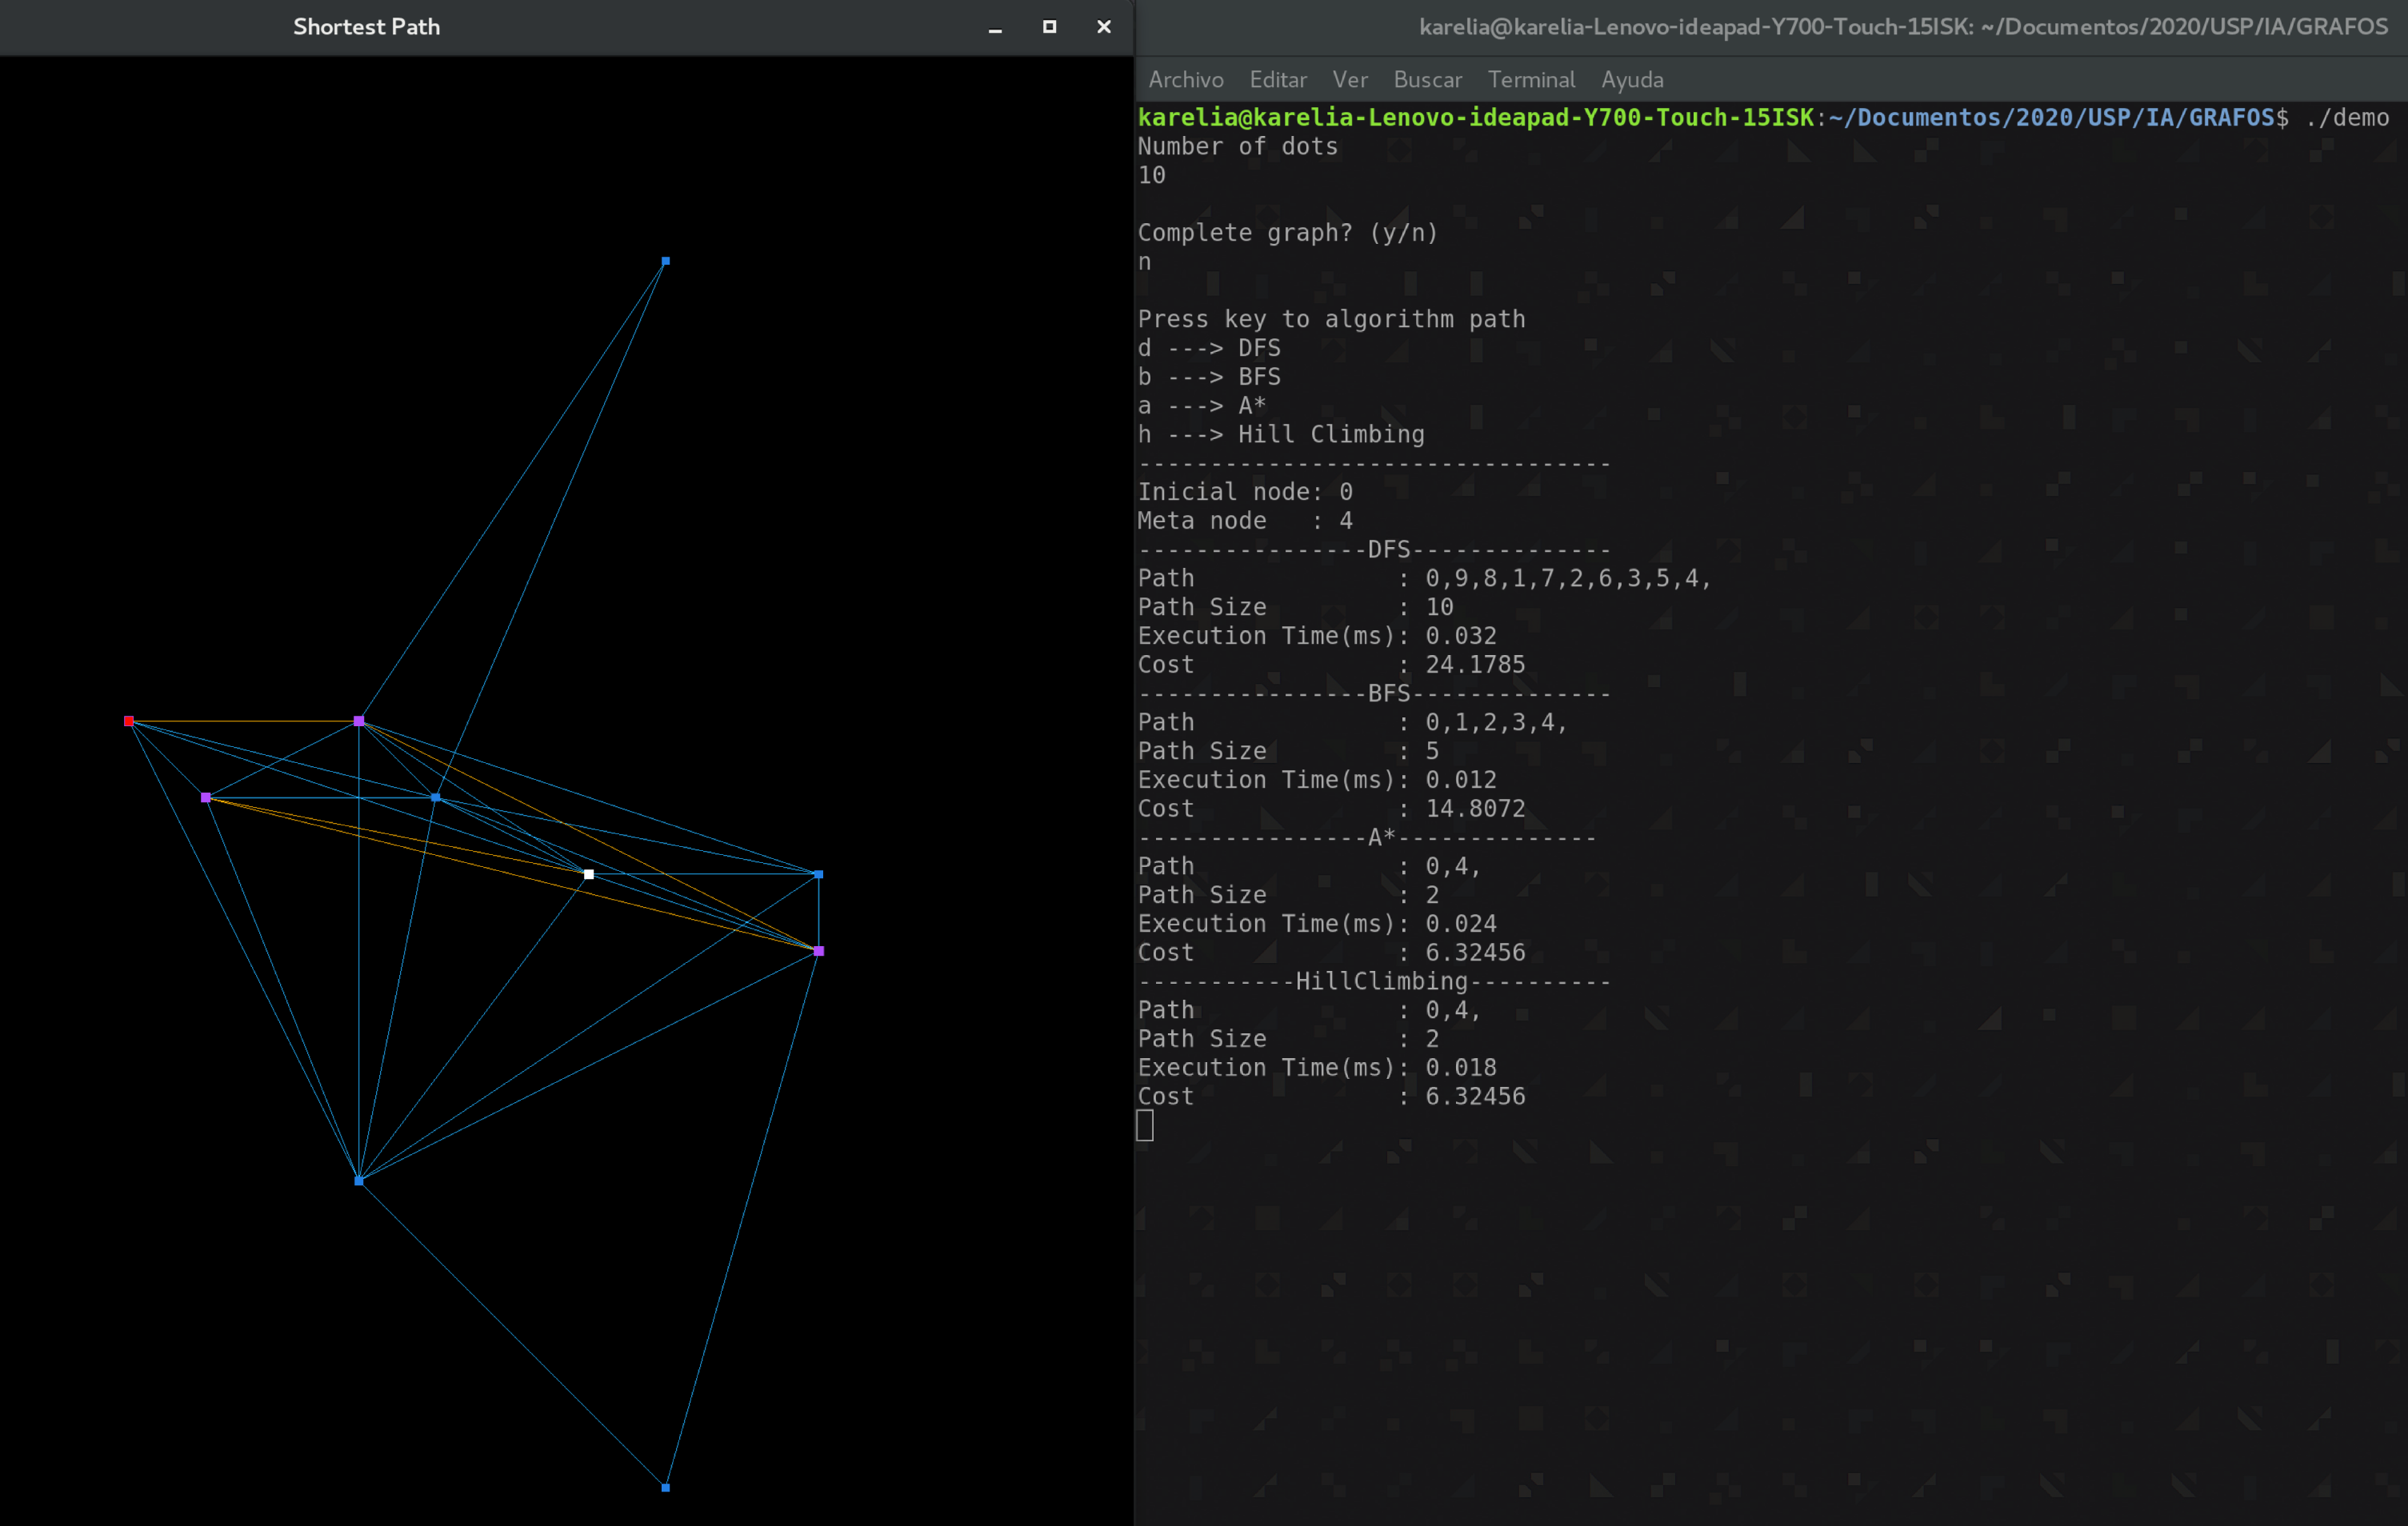 Shortest Path
karelia@karelia-Lenovo-ideapad-Y700-Touch-15ISK: ~/Documentos/2020/USP/IA/GRAFOS
Archivo Editar Ver Buscar Terminal Ayuda
karelia@karelia-Lenovo-ideapad-Y700-Touch-15ISK:~/Documentos/2020/USP/IA/GRAFOS$ ./demo
Number of dots
10
Complete graph? (y/n)
n
Press key to algorithm path
d ---> DFS
b ---> BFS
a ---> A*
h ---> Hill Climbing
---------------------------------
Inicial node: 0
Meta node   : 4
----------------DFS--------------
Path              : 0,9,8,1,7,2,6,3,5,4,
Path Size         : 10
Execution Time(ms): 0.032
Cost              : 24.1785
----------------BFS--------------
Path              : 0,1,2,3,4,
Path Size         : 5
Execution Time(ms): 0.012
Cost              : 14.8072
----------------A*--------------
Path              : 0,4,
Path Size         : 2
Execution Time(ms): 0.024
Cost              : 6.32456
-----------HillClimbing----------
Path              : 0,4,
Path Size         : 2
Execution Time(ms): 0.018
Cost              : 6.32456